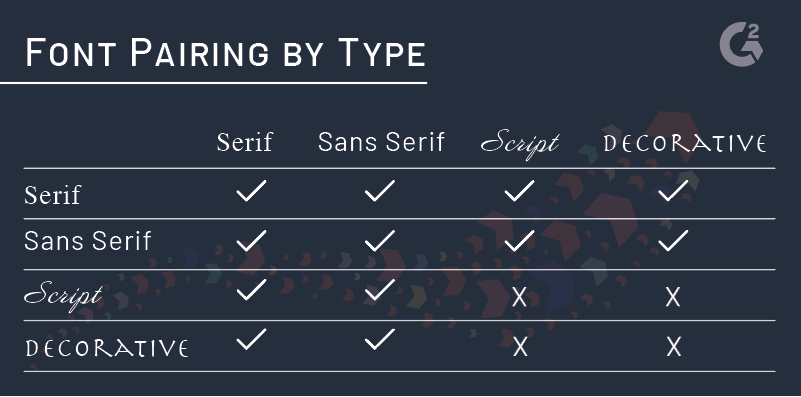 Font Pairing by Type
G2
Serif Sans Serif Script Decorative
Serif ✓ ✓ ✓ ✓
Sans Serif ✓ ✓ ✓ ✓
Script ✓ ✓ X X
Decorative ✓ ✓ X X